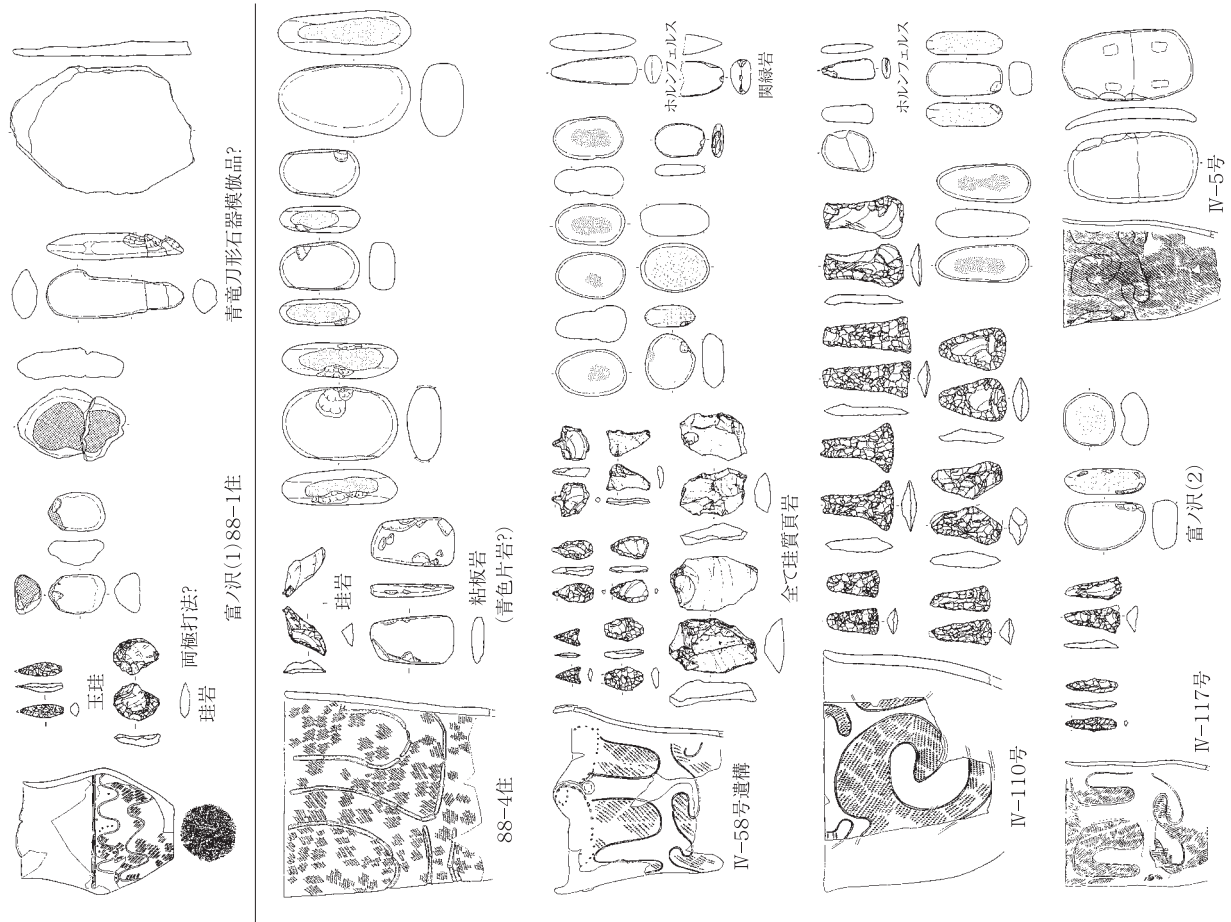 玉珪
珪岩
両極打法?
富ノ沢(1)88-1住
青竜刀形石器模倣品?
88-4住
珪岩
粘板岩
(青色片岩?)
Ⅳ-58号遺構
全て珪質頁岩
ホルンフェルス
関緑岩
Ⅳ-110号
ホルンフェルス
Ⅳ-117号
富ノ沢(2)
Ⅳ-5号